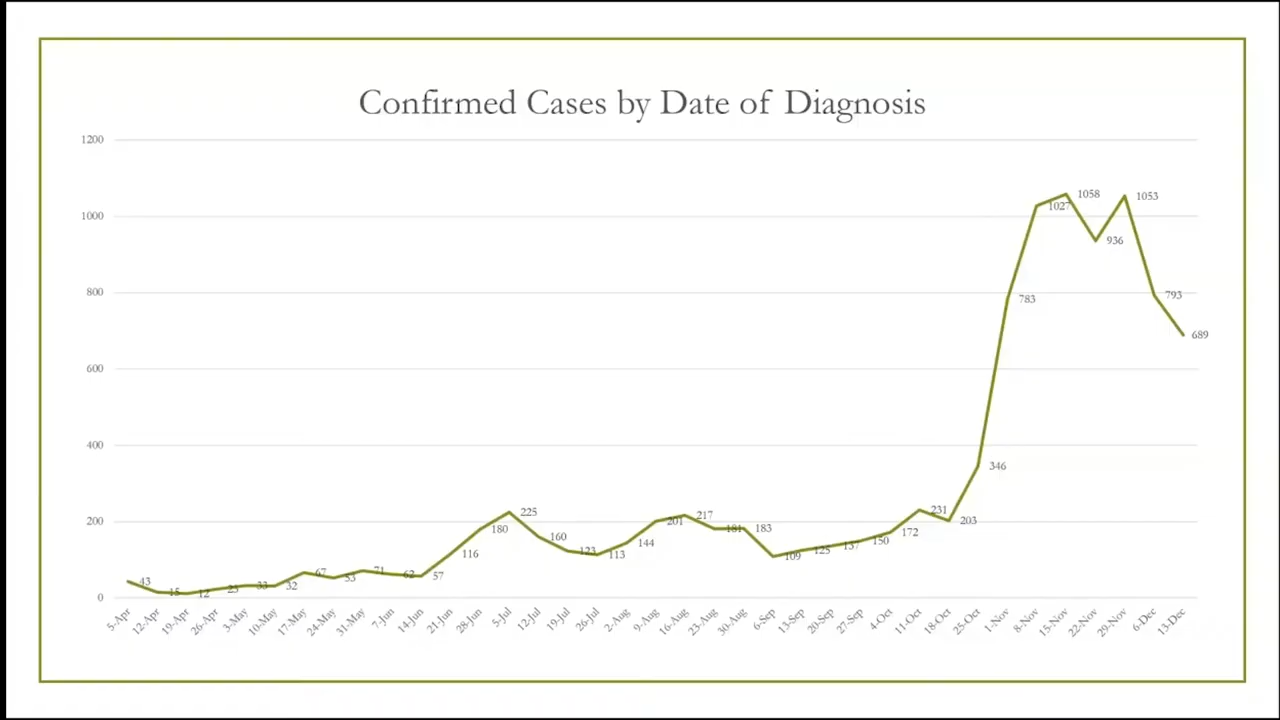 Confirmed Cases by Date of Diagnosis
1200
1000
800
600
400
200
0
43
15
12
23
33
32
67
53
71
62
57
116
180
225
160
123
113
144
201
217
181
183
109
125
137
150
172
231
203
346
783
1027
1058
936
1053
793
689
5-Apr
12-Apr
19-Apr
26-Apr
3-May
10-May
17-May
24-May
31-May
7-Jun
14-Jun
21-Jun
28-Jun
5-Jul
12-Jul
19-Jul
26-Jul
2-Aug
9-Aug
16-Aug
23-Aug
30-Aug
6-Sep
13-Sep
20-Sep
27-Sep
4-Oct
11-Oct
18-Oct
25-Oct
1-Nov
8-Nov
15-Nov
22-Nov
29-Nov
6-Dec
13-Dec